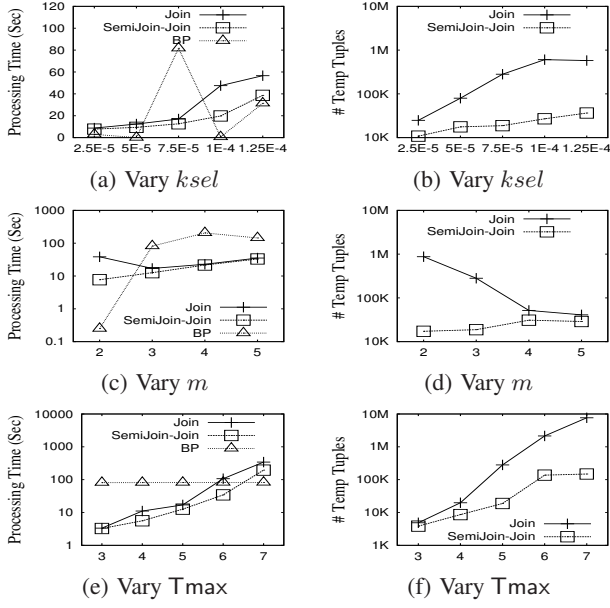 Processing Time (Sec)
120
100
80
60
40
20
0
Join
SemiJoin-Join
BP
2.5E-5 5E-5 7.5E-5 1E-4 1.25E-4
(a) Vary ksel
# Temp Tuples
10M
1M
100K
10K
Join
SemiJoin-Join
2.5E-5 5E-5 7.5E-5 1E-4 1.25E-4
(b) Vary ksel
Processing Time (Sec)
1000
100
10
1
0.1
Join
SemiJoin-Join
BP
2 3 4 5
(c) Vary m
# Temp Tuples
10M
1M
100K
10K
Join
SemiJoin-Join
2 3 4 5
(d) Vary m
Processing Time (Sec)
10000
1000
100
10
1
Join
SemiJoin-Join
BP
3 4 5 6 7
(e) Vary Tmax
# Temp Tuples
10M
1M
100K
10K
1K
Join
SemiJoin-Join
3 4 5 6 7
(f) Vary Tmax